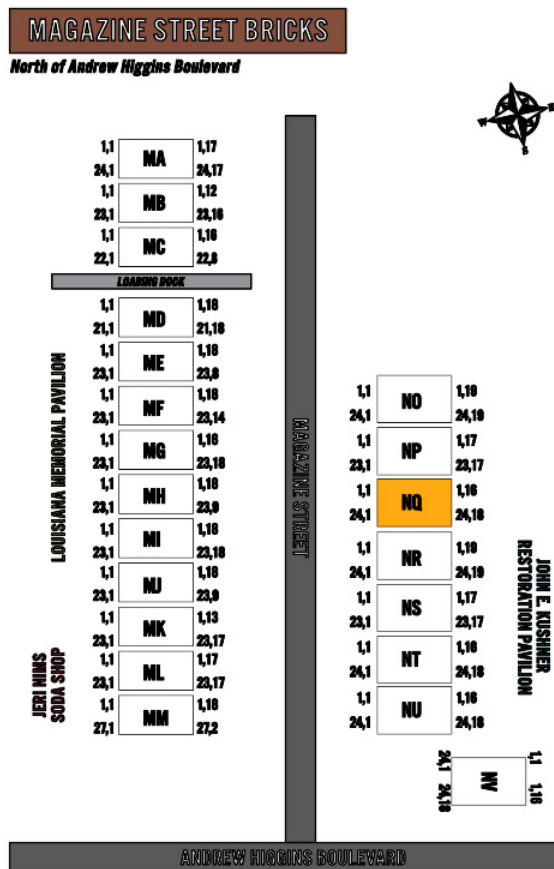 MAGAZINE STREET BRICKS
North of Andrew Higgins Boulevard
N
W
E
S
1,1 MA 1,17
24,1 24,17
1,1 MB 1,12
23,1 23,16
1,1 MC 1,16
22,1 22,8
LOADING DOCK
1,1 MD 1,18
21,1 21,18
1,1 ME 1,18
23,1 23,8
1,1 MF 1,18
23,1 23,14
1,1 MG 1,16
23,1 23,18
1,1 MH 1,18
23,1 23,9
1,1 MI 1,18
23,1 23,18
1,1 MJ 1,18
23,1 23,9
1,1 MK 1,13
23,1 23,17
1,1 ML 1,17
23,1 23,17
1,1 MM 1,18
27,1 27,2
LOUISIANA MEMORIAL PAVILION
JERI NIMS
SODA SHOP
MAGAZINE STREET
1,1 NO 1,19
24,1 24,19
1,1 NP 1,17
23,1 23,17
1,1 NQ 1,16
24,1 24,18
1,1 NR 1,19
24,1 24,19
1,1 NS 1,17
23,1 23,17
1,1 NT 1,16
24,1 24,18
1,1 NU 1,16
24,1 24,18
JOHN E. KUSHNER
RESTORATION PAVILION
24,1 NV 1,1
24,18 1,16
ANDREW HIGGINS BOULEVARD